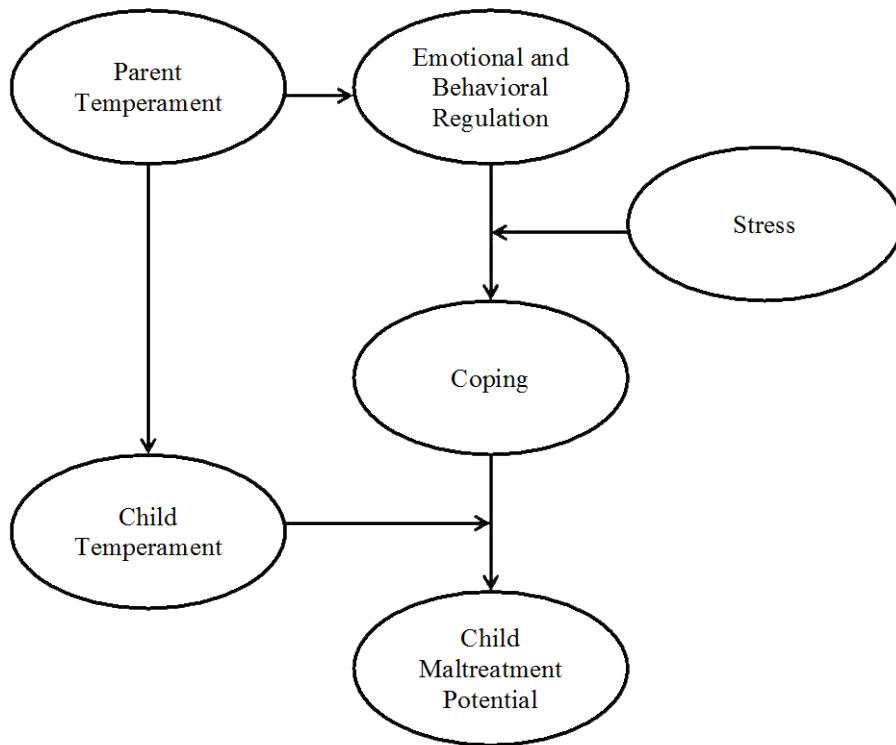 Parent
Temperament
Emotional and
Behavioral
Regulation
Stress
Coping
Child
Temperament
Child
Maltreatment
Potential